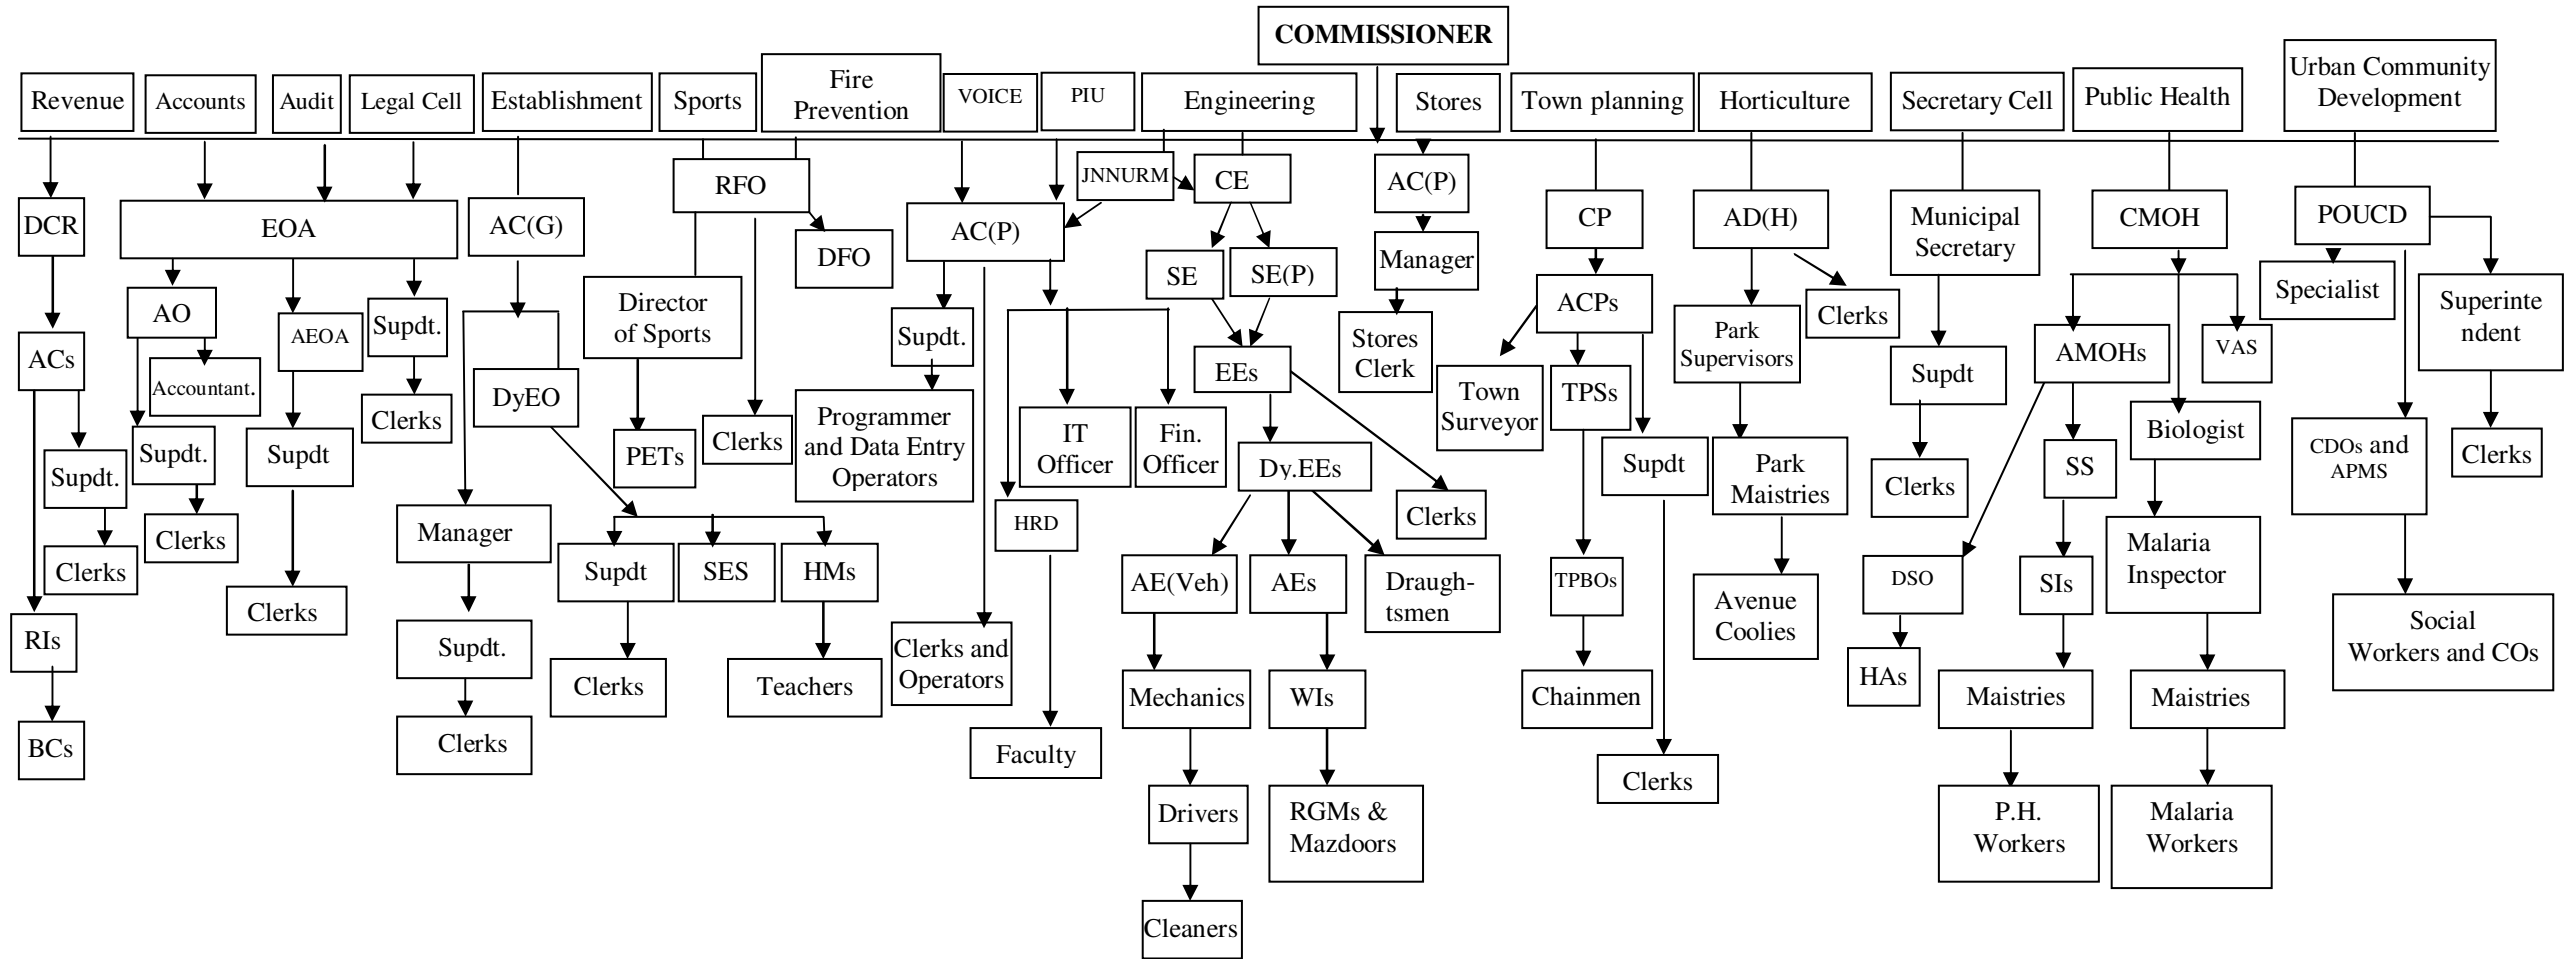 COMMISSIONER
Revenue
Accounts
Audit
Legal Cell
Establishment
Sports
Fire
Prevention
VOICE
PIU
Engineering
Stores
Town planning
Horticulture
Secretary Cell
Public Health
Urban Community
Development
DCR
EOA
AC(G)
RFO
DFO
AC(P)
JNNURM
CE
AC(P)
CP
AD(H)
Municipal
Secretary
CMOH
POUCD
AO
AEOA
Supdt.
Director
of Sports
Supdt.
SE
SE(P)
Manager
ACPs
Park
Supervisors
Clerks
Specialist
Superinte
ndent
ACs
Accountant.
Clerks
DyEO
Clerks
PETs
Programmer
and Data Entry
Operators
IT
Officer
Fin.
Officer
EEs
Stores
Clerk
Town
Surveyor
TPSs
Supdt
AMOHs
VAS
Supdt.
Supdt.
Supdt
Dy.EEs
Clerks
Supdt
Park
Maistries
Clerks
SS
Biologist
CDOs and
APMS
Clerks
Clerks
Clerks
Clerks
Manager
Supdt
SES
HMs
HRD
AE(Veh)
AEs
Draugh-
tsmen
TPBOs
Avenue
Coolies
DSO
SIs
Malaria
Inspector
Social
Workers and COs
RIs
Supdt.
Clerks
Teachers
Clerks and
Operators
Mechanics
WIs
Chainmen
HAs
Maistries
Maistries
BCs
Clerks
Faculty
Clerks
Drivers
RGMs &
Mazdoors
P.H.
Workers
Malaria
Workers
Cleaners